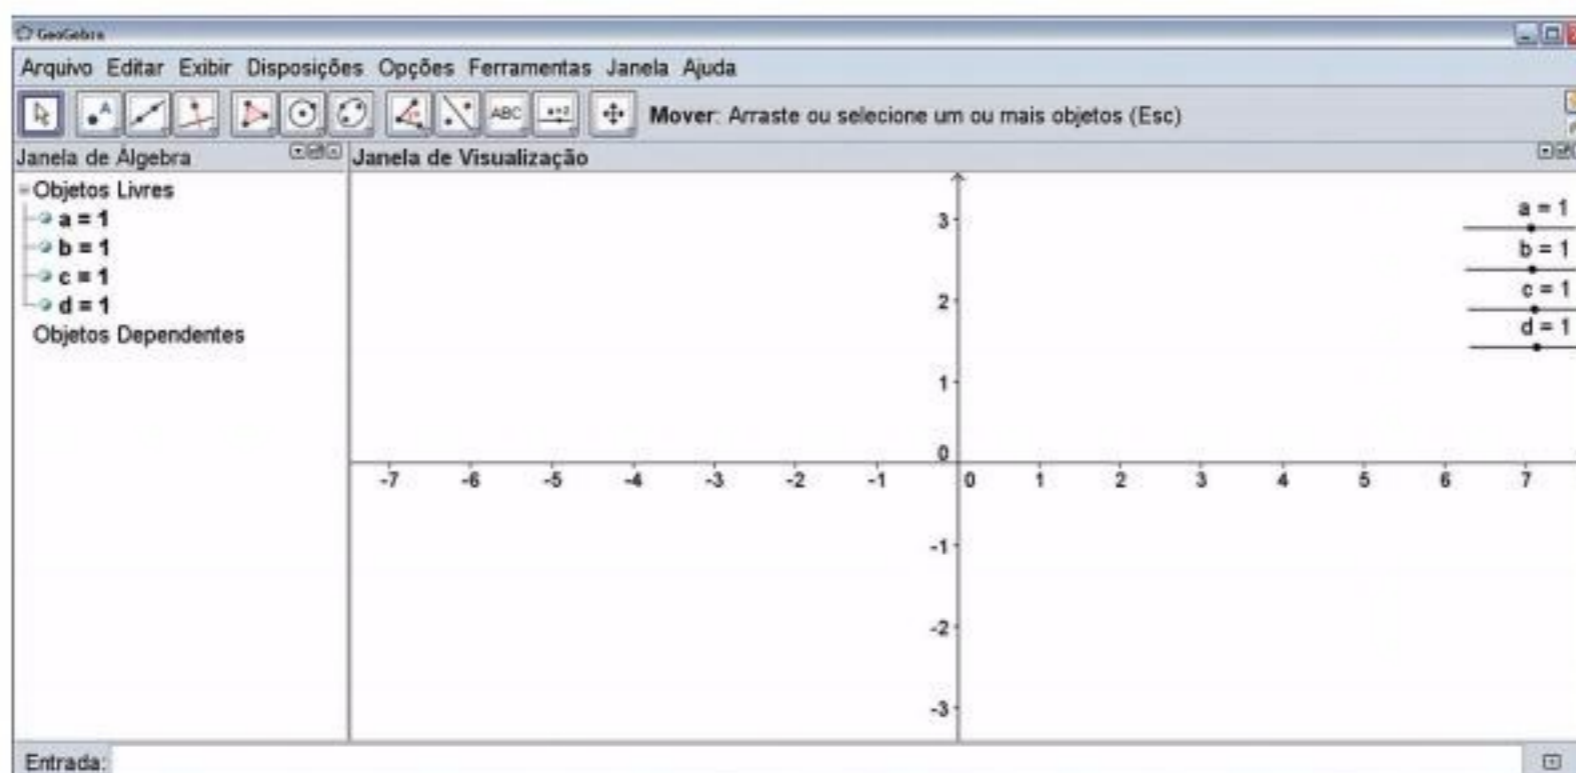 GeoGebra
Arquivo Editar Exibir Disposições Opções Ferramentas Janela Ajuda
A ABC a=2 Mover: Arraste ou selecione um ou mais objetos (Esc)
Janela de Álgebra Janela de Visualização
Objetos Livres
a = 1
b = 1
c = 1
d = 1
Objetos Dependentes
a = 1
b = 1
c = 1
d = 1
3
2
1
0
-7 -6 -5 -4 -3 -2 -1 0 1 2 3 4 5 6 7
-1
-2
-3
Entrada: